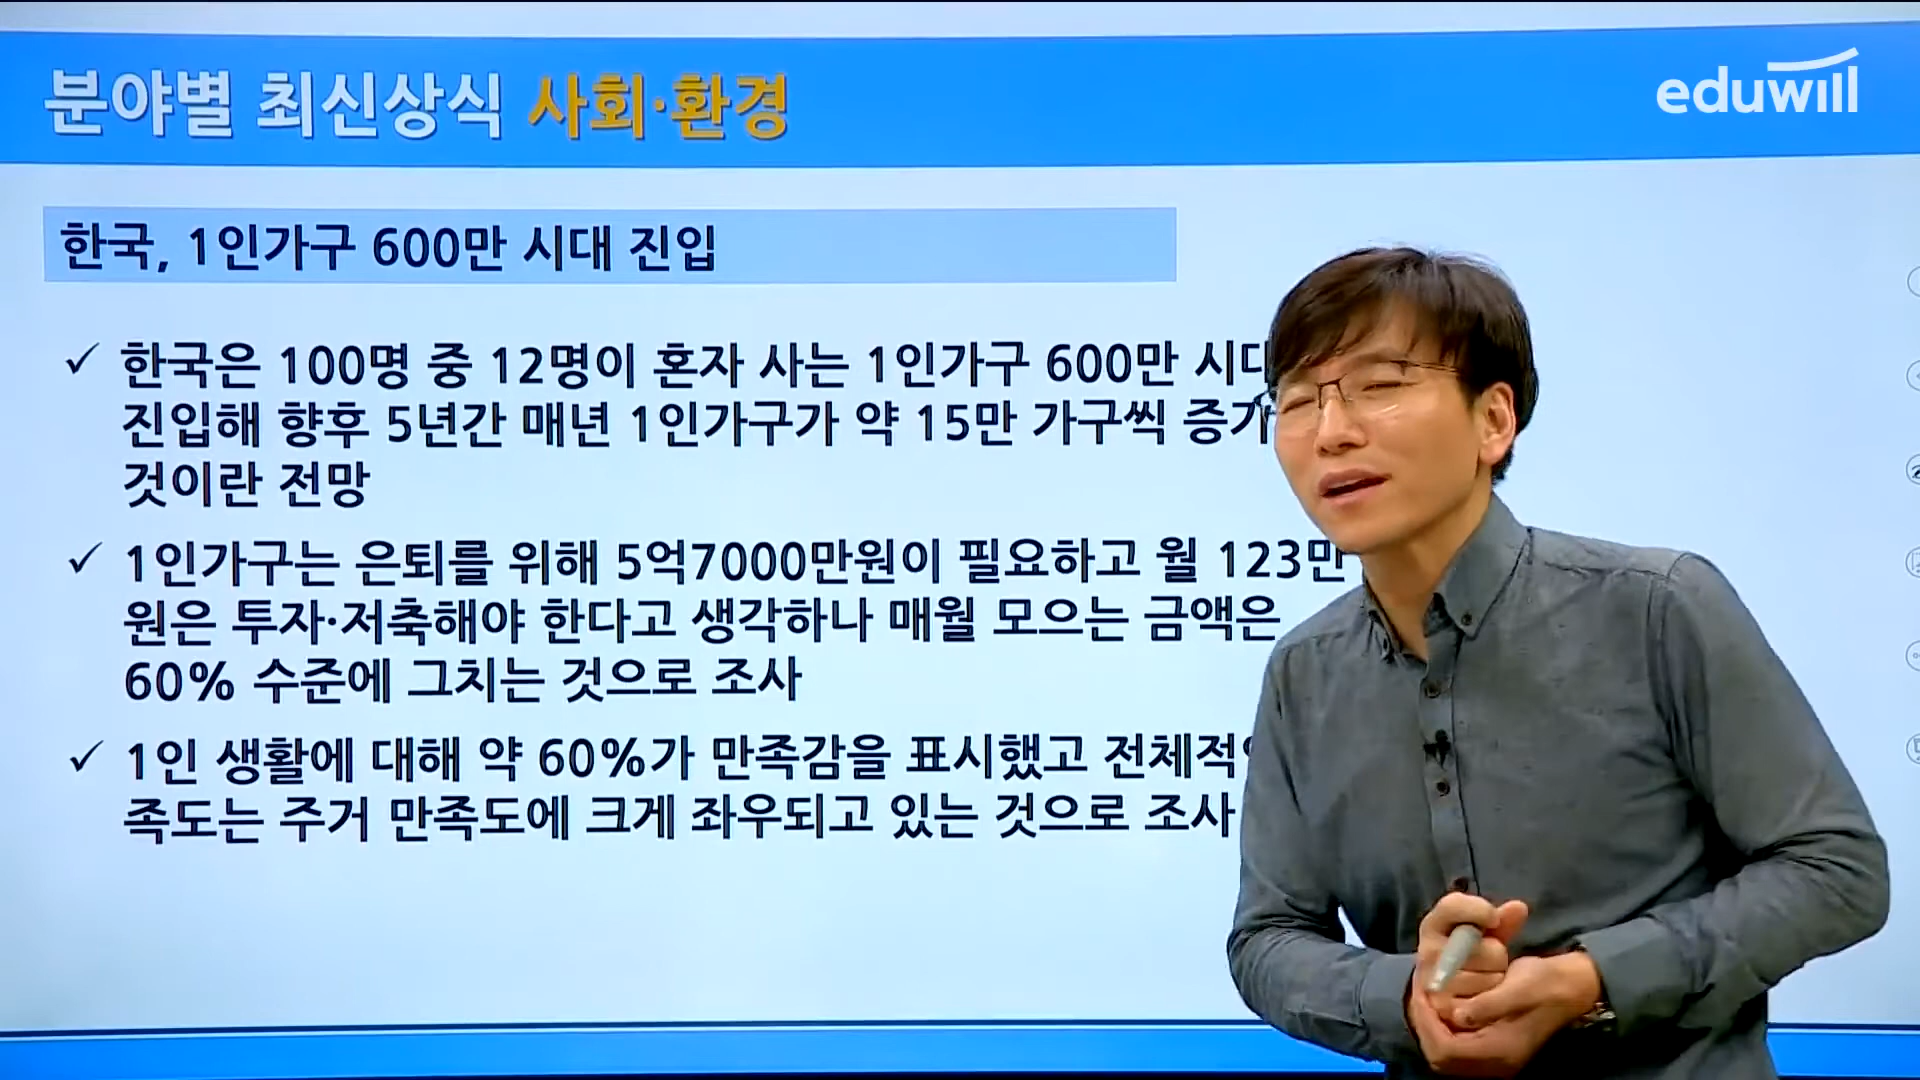 분야별 최신상식 사회·환경
eduwill
한국, 1인가구 600만 시대 진입
✓ 한국은 100명 중 12명이 혼자 사는 1인가구 600만 시대
진입해 향후 5년간 매년 1인가구가 약 15만 가구씩 증가
것이란 전망
✓ 1인가구는 은퇴를 위해 5억7000만원이 필요하고 월 123만
원은 투자·저축해야 한다고 생각하나 매월 모으는 금액은
60% 수준에 그치는 것으로 조사
✓ 1인 생활에 대해 약 60%가 만족감을 표시했고
족도는 주거 만족도에 크게 좌우되고 있는 것으로 조사